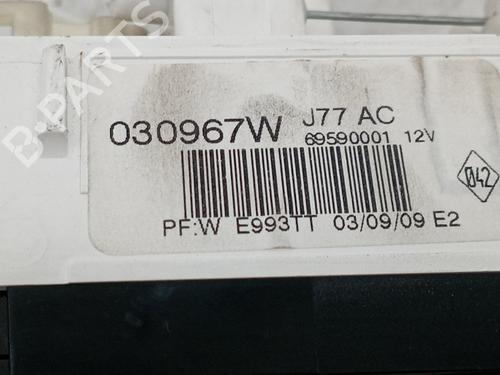 030967W J77 AC
69590001 12V
042
PF:W E993TT 03/09/09 E2
B-PARTS